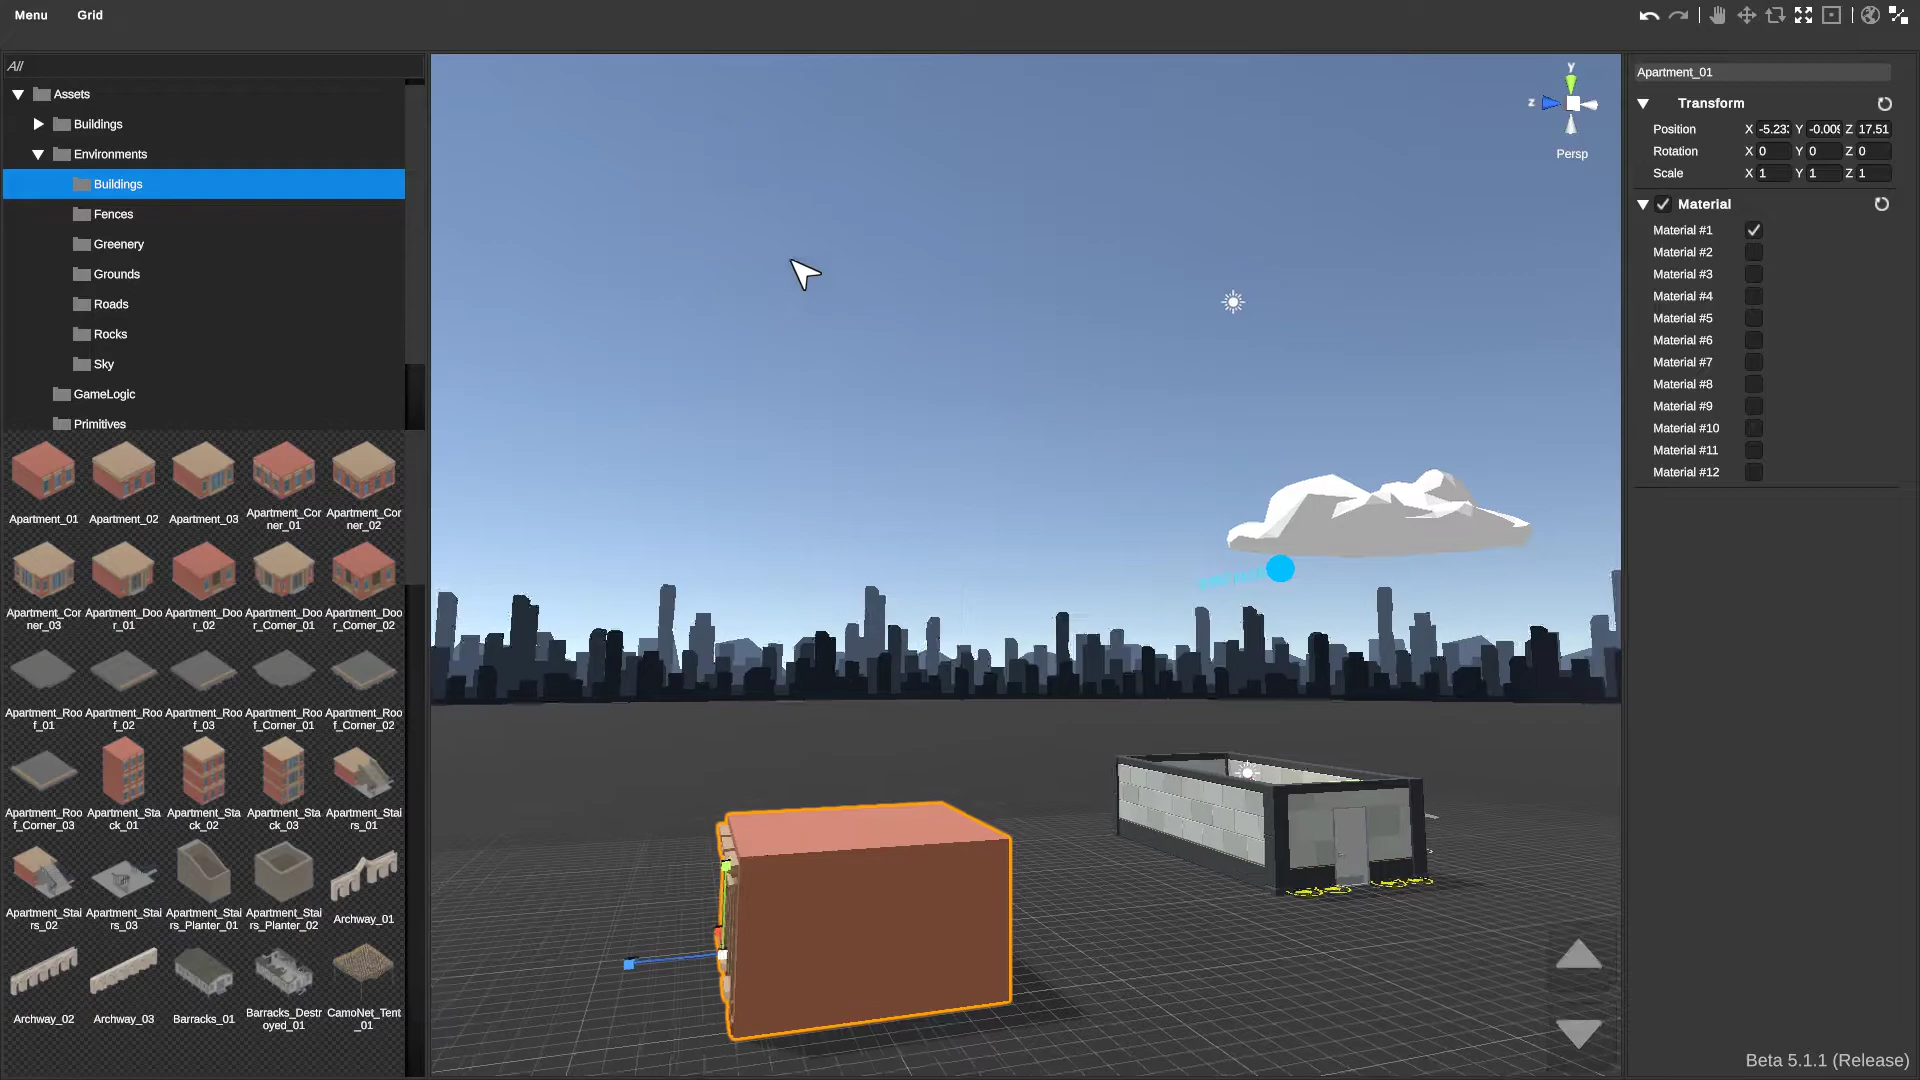 Menu Grid
All
Assets
Buildings
Environments
Buildings
Fences
Greenery
Grounds
Roads
Rocks
Sky
GameLogic
Primitives
Apartment_01 Apartment_02 Apartment_03 Apartment_Cor Apartment_Cor
ner_01 ner_02
Apartment_Cor Apartment_Doo Apartment_Doo Apartment_Doo Apartment_Doo
ner_03 r_01 r_02 r_Corner_01 r_Corner_02
Apartment_Roo Apartment_Roo Apartment_Roo Apartment_Roo Apartment_Roo
f_01 f_02 f_03 f_Corner_01 f_Corner_02
Apartment_Roo Apartment_Sta Apartment_Sta Apartment_Sta Apartment_Stai
f_Corner_03 ck_01 ck_02 ck_03 rs_01
Apartment_Stai Apartment_Stai Apartment_Stai Apartment_Stai Archway_01
rs_02 rs_03 rs_Planter_01 rs_Planter_02
Archway_02 Archway_03 Barracks_01 Barracks_Destr CamoNet_Tent
oyed_01 _01
y
z
Persp
Apartment_01
Transform
Position X -5.23 Y -0.00 Z 17.51
Rotation X 0 Y 0 Z 0
Scale X 1 Y 1 Z 1
Material
Material #1
Material #2
Material #3
Material #4
Material #5
Material #6
Material #7
Material #8
Material #9
Material #10
Material #11
Material #12
Beta 5.1.1 (Release)